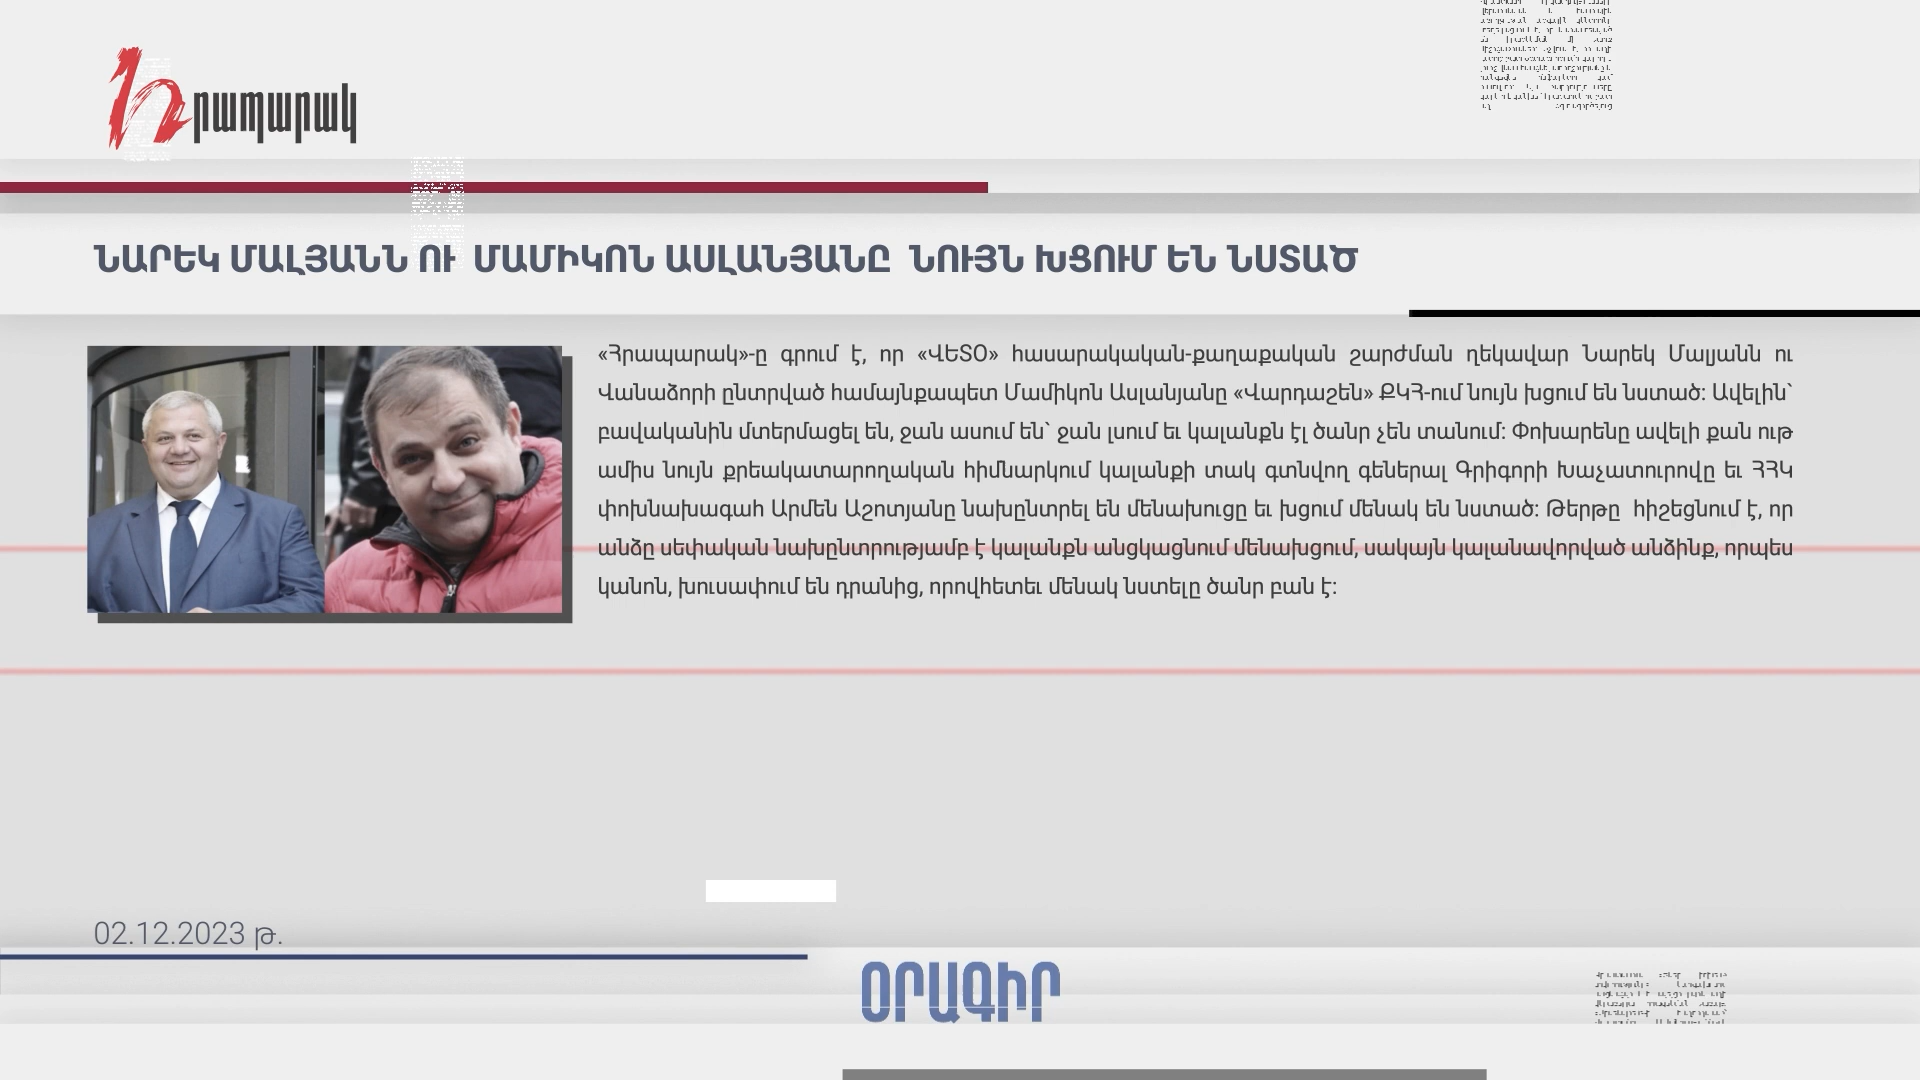 Հրապարակ
ՆԱՐԵԿ ՄԱԼՅԱՆՆ ՈՒ ՄԱՄԻԿՈՆ ԱՍԼԱՆՅԱՆԸ ՆՈՒՅՆ ԽՑՈՒՄ ԵՆ ՆՍՏԱԾ
«Հրապարակ»-ը գրում է, որ «ՎԵՏՕ» հասարակական-քաղաքական շարժման ղեկավար Նարեկ Մալյանն ու
Վանաձորի ընտրված համայնքապետ Մամիկոն Ասլանյանը «Վարդաշեն» ՔԿՀ-ում նույն խցում են նստած: Ավելին՝
բավականին մտերմացել են, ջան ասում են՝ ջան լսում եւ կալանքն էլ ծանր չեն տանում: Փոխարենը ավելի քան ութ
ամիս նույն քրեակատարողական հիմնարկում կալանքի տակ գտնվող գեներալ Գրիգորի Խաչատուրովը եւ ՀՀԿ
փոխնախագահ Արմեն Աշոտյանը նախընտրել են մենախուցը եւ խցում մենակ են նստած: Թերթը հիշեցնում է, որ
անձը սեփական նախընտրությամբ է կալանքն անցկացնում մենախցում, սակայն կալանավորված անձինք, որպես
կանոն, խուսափում են դրանից, որովհետեւ մենակ նստելը ծանր բան է:
02.12.2023 թ.
ՕՐԱԳԻՐ